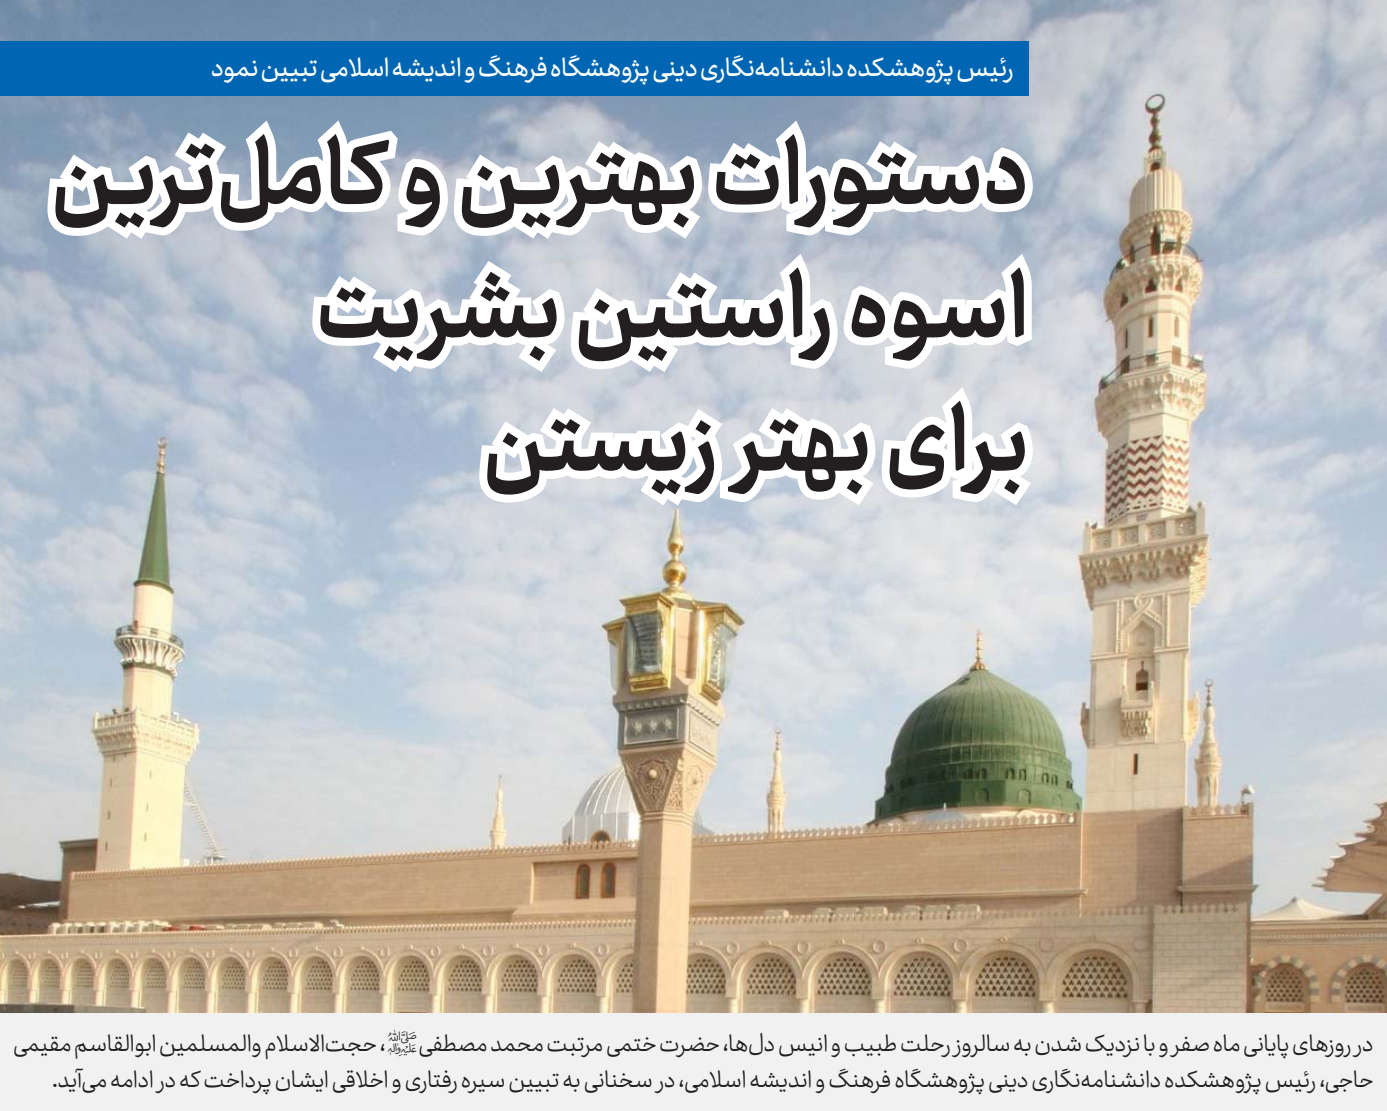 رئیس پژوهشکده دانشنامه‌نگاری دینی پژوهشگاه فرهنگ و اندیشه اسلامی تبیین نمود
دستورات بهترین و کامل‌ترین
اسوه راستین بشریت
برای بهتر زیستن
در روزهای پایانی ماه صفر و با نزدیک شدن به سالروز رحلت طبیب و انیس دل‌ها، حضرت ختمی مرتبت محمد مصطفی صلی‌الله علیه وآله، حجت‌الاسلام والمسلمین ابوالقاسم مقیمی
حاجی، رئیس پژوهشکده دانشنامه‌نگاری دینی پژوهشگاه فرهنگ و اندیشه اسلامی، در سخنانی به تبیین سیره رفتاری و اخلاقی ایشان پرداخت که در ادامه می‌آید.